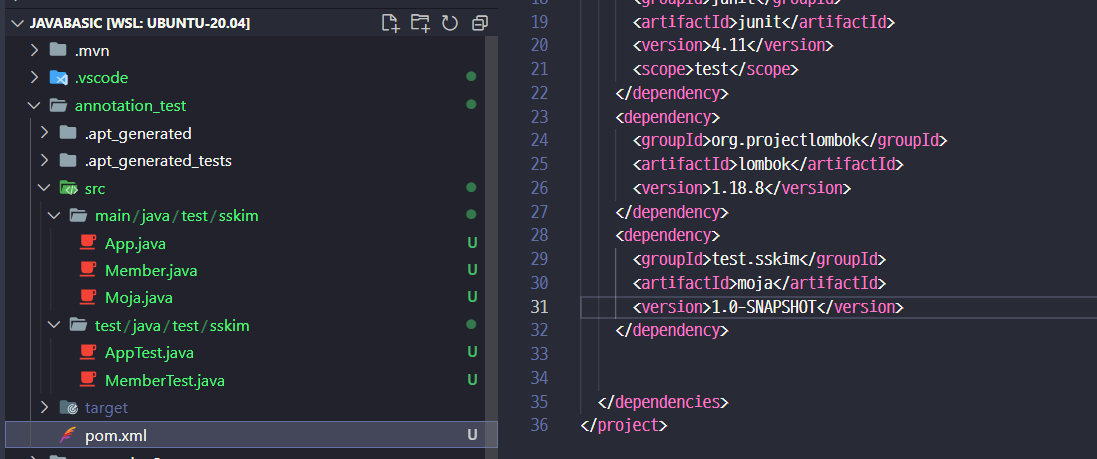 JAVABASIC [WSL: UBUNTU-20.04]
.mvn
.vscode
annotation_test
.apt_generated
.apt_generated_tests
src
main/java/test/sskim
App.java U
Member.java U
Moja.java U
test/java/test/sskim
AppTest.java U
MemberTest.java U
target
pom.xml U
18 <groupId>junit</groupId>
19 <artifactId>junit</artifactId>
20 <version>4.11</version>
21 <scope>test</scope>
22 </dependency>
23 <dependency>
24 <groupId>org.projectlombok</groupId>
25 <artifactId>lombok</artifactId>
26 <version>1.18.8</version>
27 </dependency>
28 <dependency>
29 <groupId>test.sskim</groupId>
30 <artifactId>moja</artifactId>
31 <version>1.0-SNAPSHOT</version>
32 </dependency>
33
34
35 </dependencies>
36 </project>